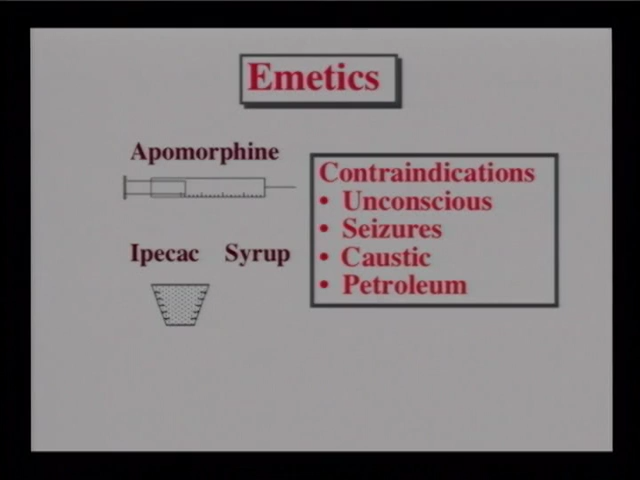 Emetics
Apomorphine
Ipecac Syrup
Contraindications
• Unconscious
• Seizures
• Caustic
• Petroleum